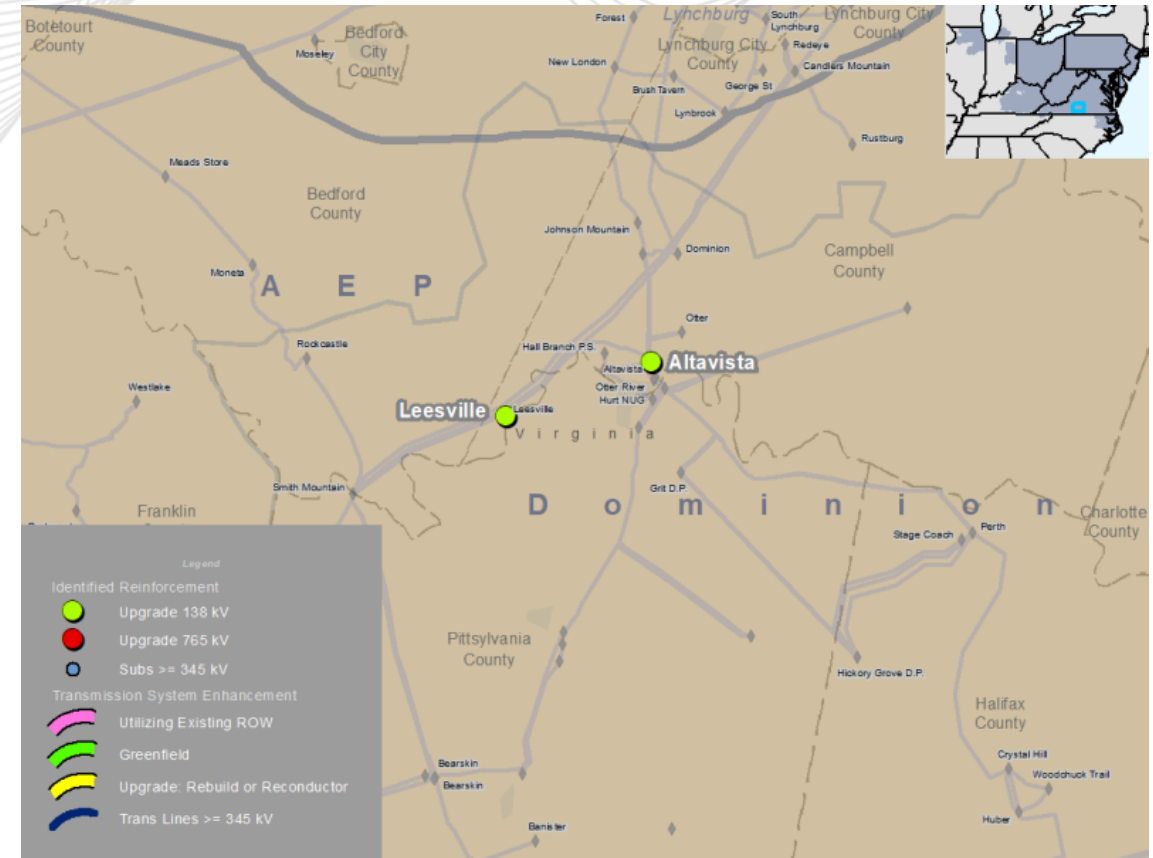 Botetourt
County
Bedford
City
County
Moseley
Forest
Lynchburg
South
Lynchburg
Lynchburg City
County
Redeye
Lynchburg City
County
New London
Candlers Mountain
Brush Tavern
George St
Lynbrook
Rustburg
Meads Store
Bedford
County
Johnson Mountain
Dominion
Campbell
County
Moneta
A E P
Otter
Rockcastle
Hall Branch P.S.
Altavista
Altavista
Otter River
Hurt NUG
Westlake
Leesville
Leesville
Virginia
Smith Mountain
Grit D.P.
Franklin
Dominion
Charlotte
County
Stage Coach
Perth
Pittsylvania
County
Hickory Grove D.P.
Halifax
County
Crystal Hill
Woodchuck Trail
Huber
Bearskin
Bearskin
Banister
Legend
Identified Reinforcement
Upgrade 138 kV
Upgrade 765 kV
Subs >= 345 kV
Transmission System Enhancement
Utilizing Existing ROW
Greenfield
Upgrade: Rebuild or Reconductor
Trans Lines >= 345 kV